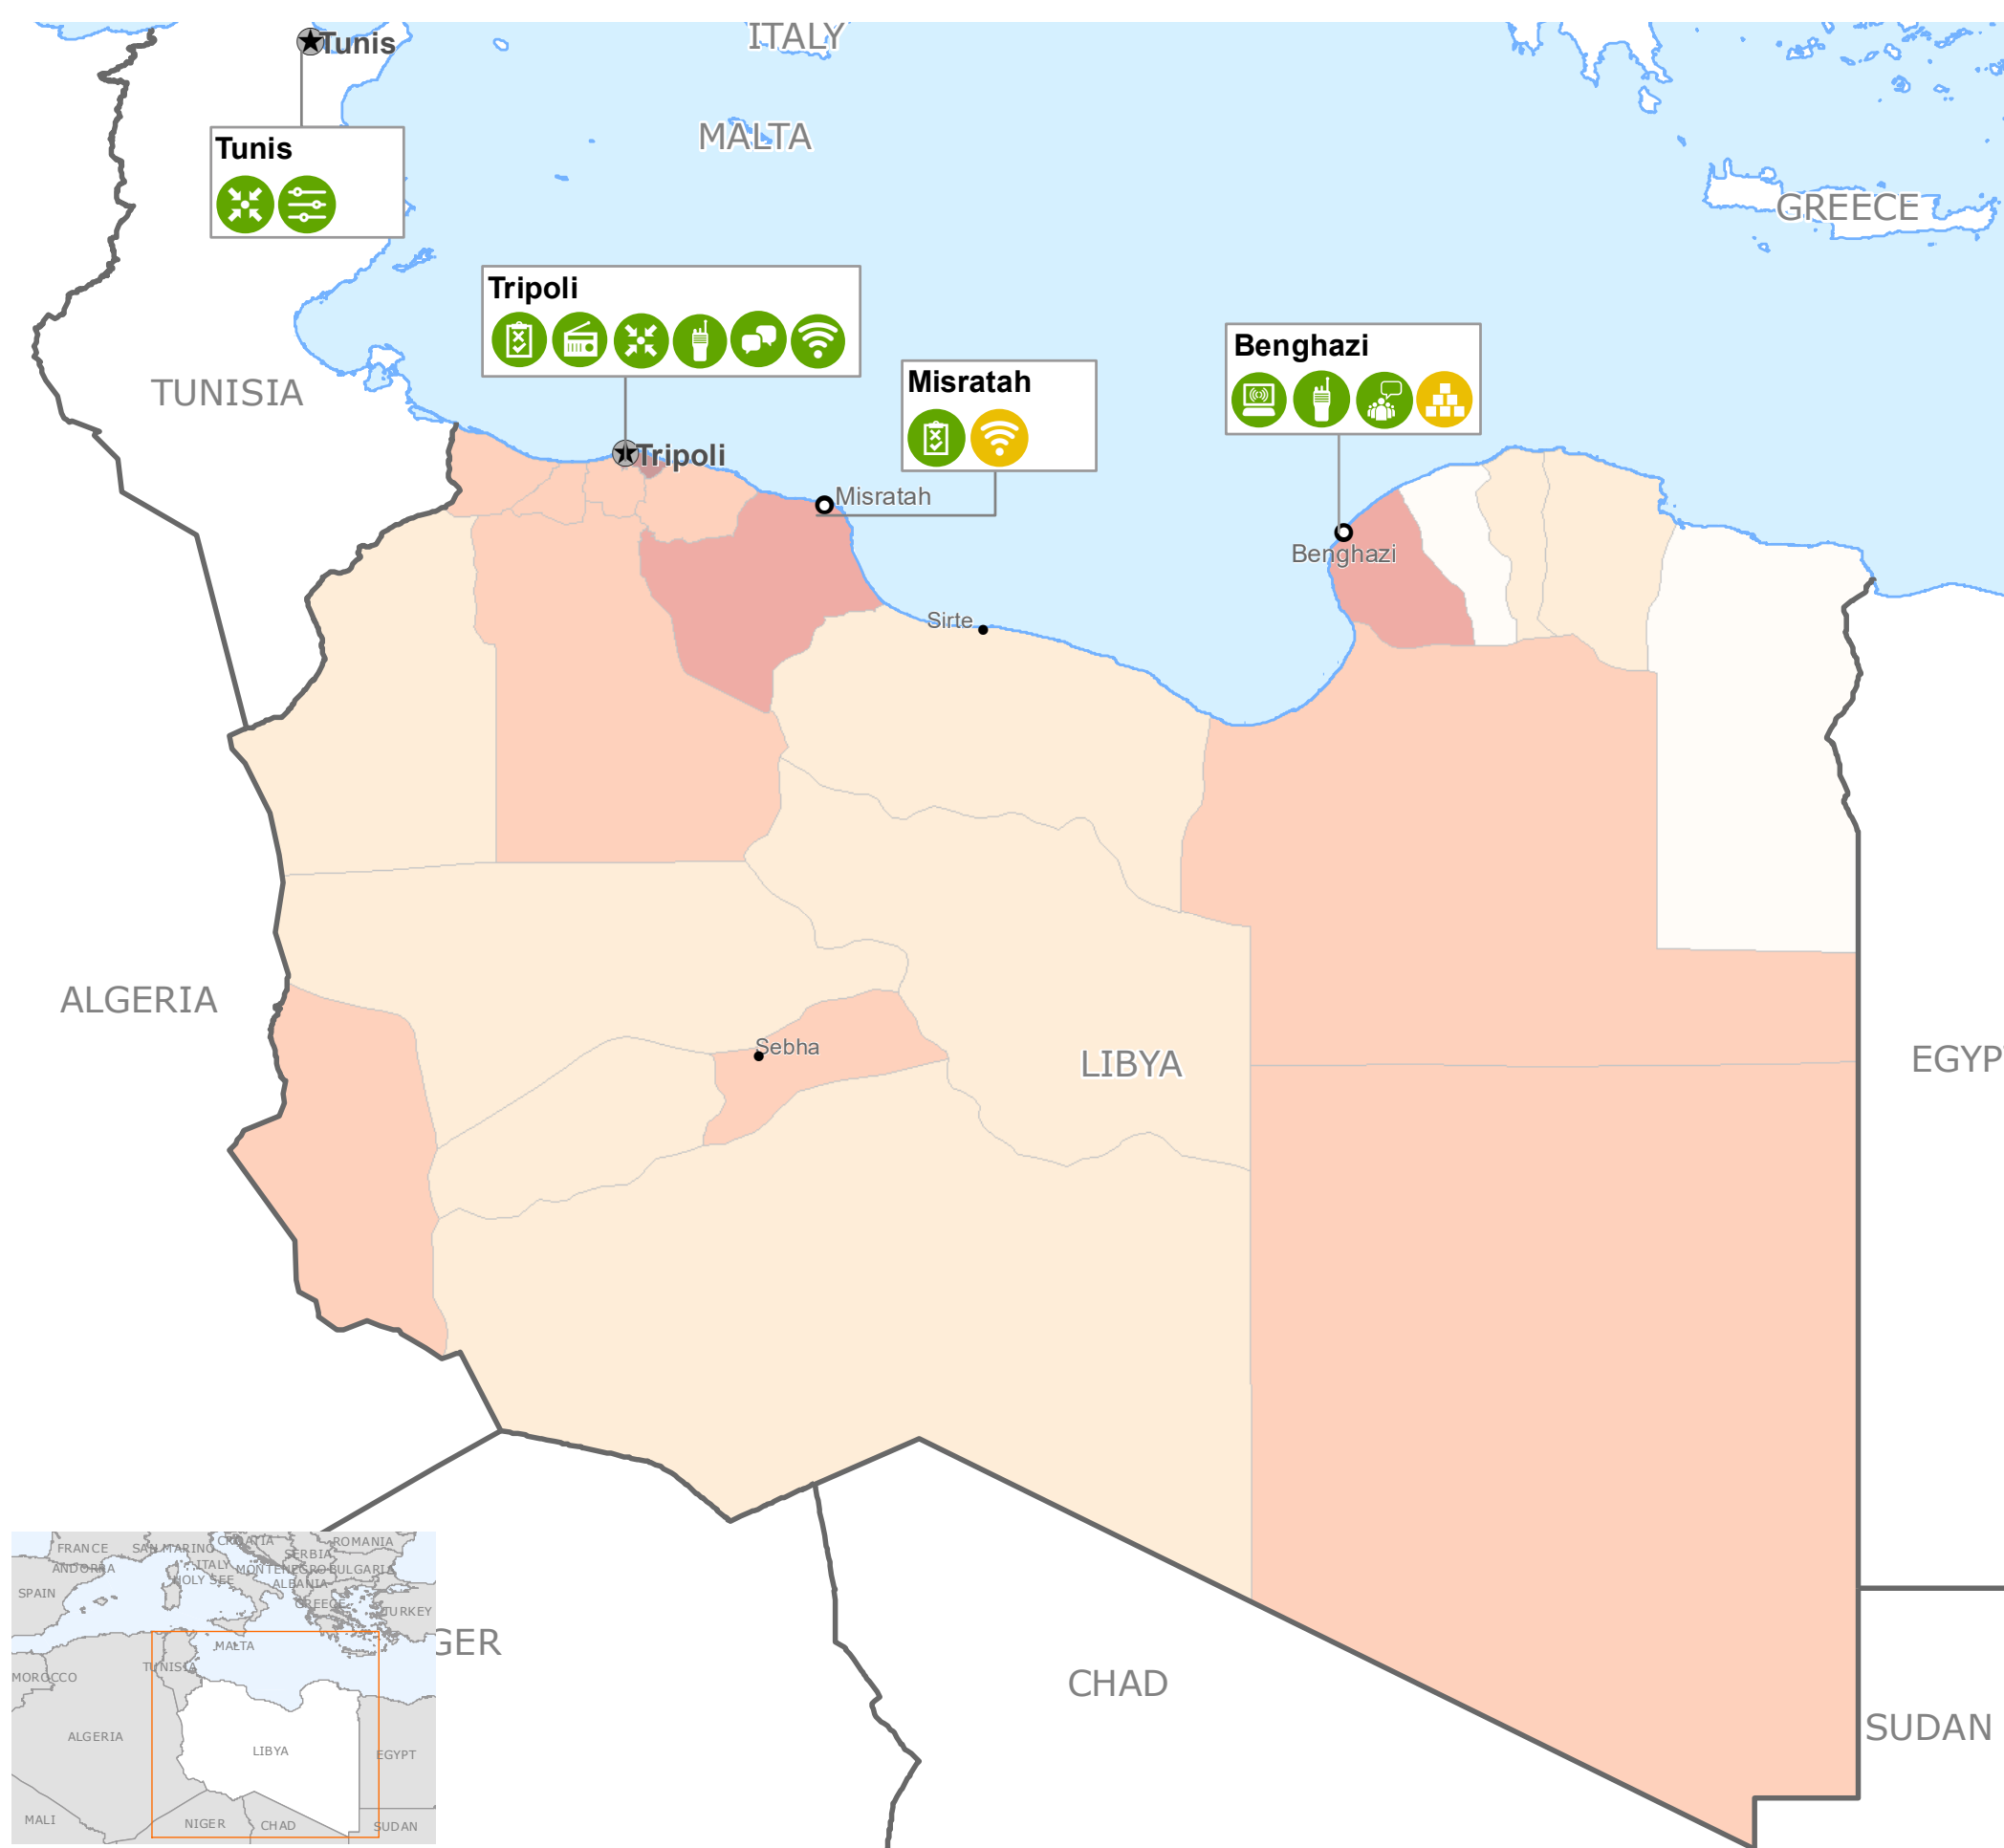 ITALY
Tunis
MALTA
Tunis
GREECE
Tripoli
Benghazi
Misratah
TUNISIA
Tripoli
Misratah
Benghazi
Sirte
ALGERIA
Sebha
LIBYA
EGYP
GER
CHAD
SUDAN
FRANCE
SAN MARINO
CROATIA
ROMANIA
SERBIA
ANDORRA
ITALY
MONTENEGRO
BULGARIA
HOLY SEE
ALBANIA
SPAIN
GREECE
TURKEY
MALTA
TUNISIA
MOROCCO
ALGERIA
LIBYA
EGYPT
MALI
NIGER
CHAD
SUDAN